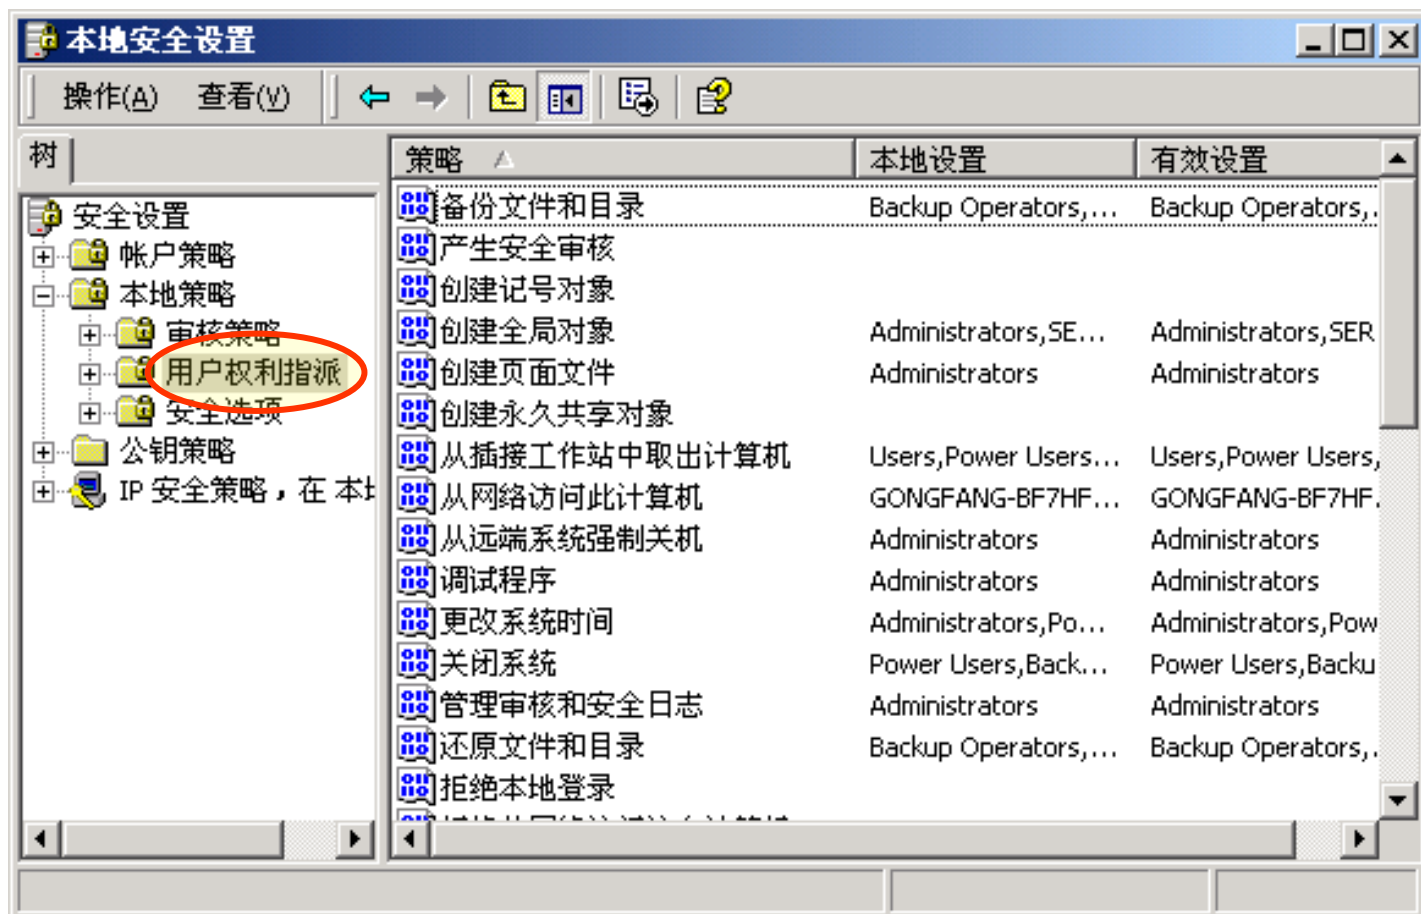 本地安全设置
操作(A) 查看(V)
树
策略 本地设置 有效设置
安全设置
帐户策略
本地策略
审核策略
用户权利指派
安全选项
公钥策略
IP 安全策略，在 本地
备份文件和目录 Backup Operators,... Backup Operators,.
产生安全审核
创建记号对象
创建全局对象 Administrators,SE... Administrators,SER
创建页面文件 Administrators Administrators
创建永久共享对象
从插接工作站中取出计算机 Users,Power Users... Users,Power Users,
从网络访问此计算机 GONGFANG-BF7HF... GONGFANG-BF7HF.
从远端系统强制关机 Administrators Administrators
调试程序 Administrators Administrators
更改系统时间 Administrators,Po... Administrators,Pow
关闭系统 Power Users,Back... Power Users,Backu
管理审核和安全日志 Administrators Administrators
还原文件和目录 Backup Operators,... Backup Operators,.
拒绝本地登录